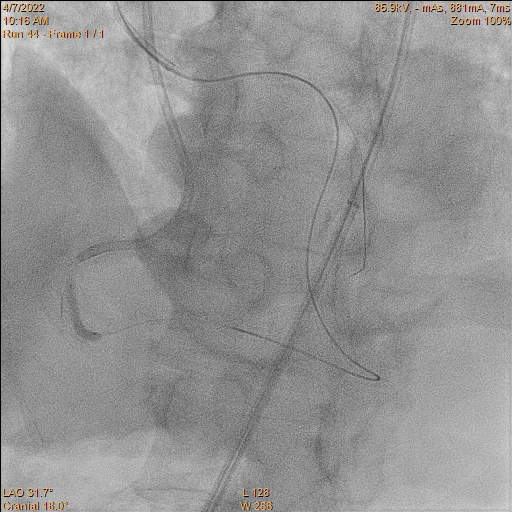 4/7/2022
10:16 AM
Run 44 - Frame 1 / 1
85.9kV, - mAs, 881mA, 7ms
Zoom 100%
LAO 31.7°
Cranial 18.0°
L 128
W 256